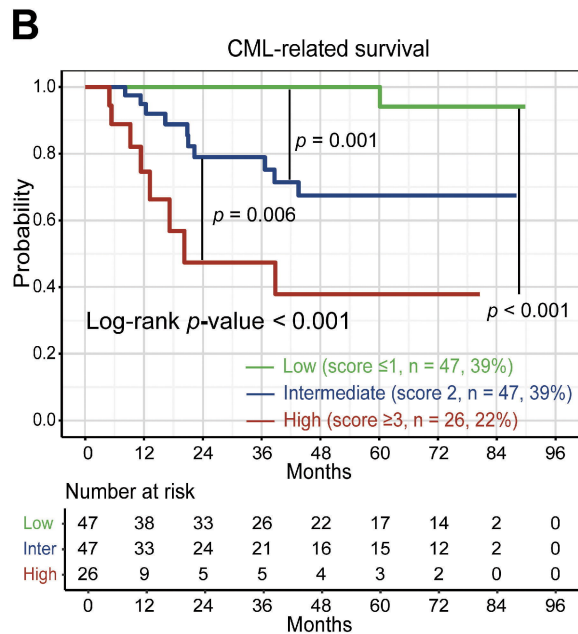 B
CML-related survival
1.0
0.8
0.6
0.4
0.2
0.0
Probability
p = 0.001
p = 0.006
p < 0.001
Log-rank p-value < 0.001
Low (score ≤1, n = 47, 39%)
Intermediate (score 2, n = 47, 39%)
High (score ≥3, n = 26, 22%)
0 12 24 36 48 60 72 84 96
Months
Number at risk
Low 47 38 33 26 22 17 14 2 0
Inter 47 33 24 21 16 15 12 2 0
High 26 9 5 5 4 3 2 0 0
0 12 24 36 48 60 72 84 96
Months